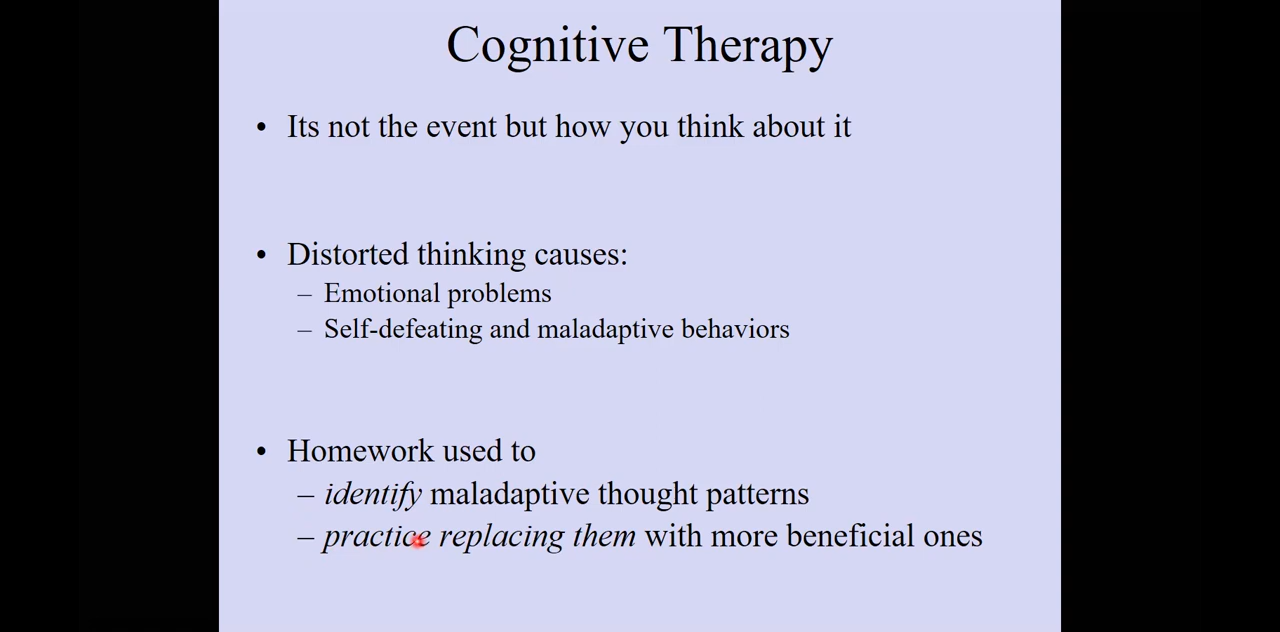 Cognitive Therapy
• Its not the event but how you think about it
• Distorted thinking causes:
– Emotional problems
– Self-defeating and maladaptive behaviors
• Homework used to
– identify maladaptive thought patterns
– practice replacing them with more beneficial ones